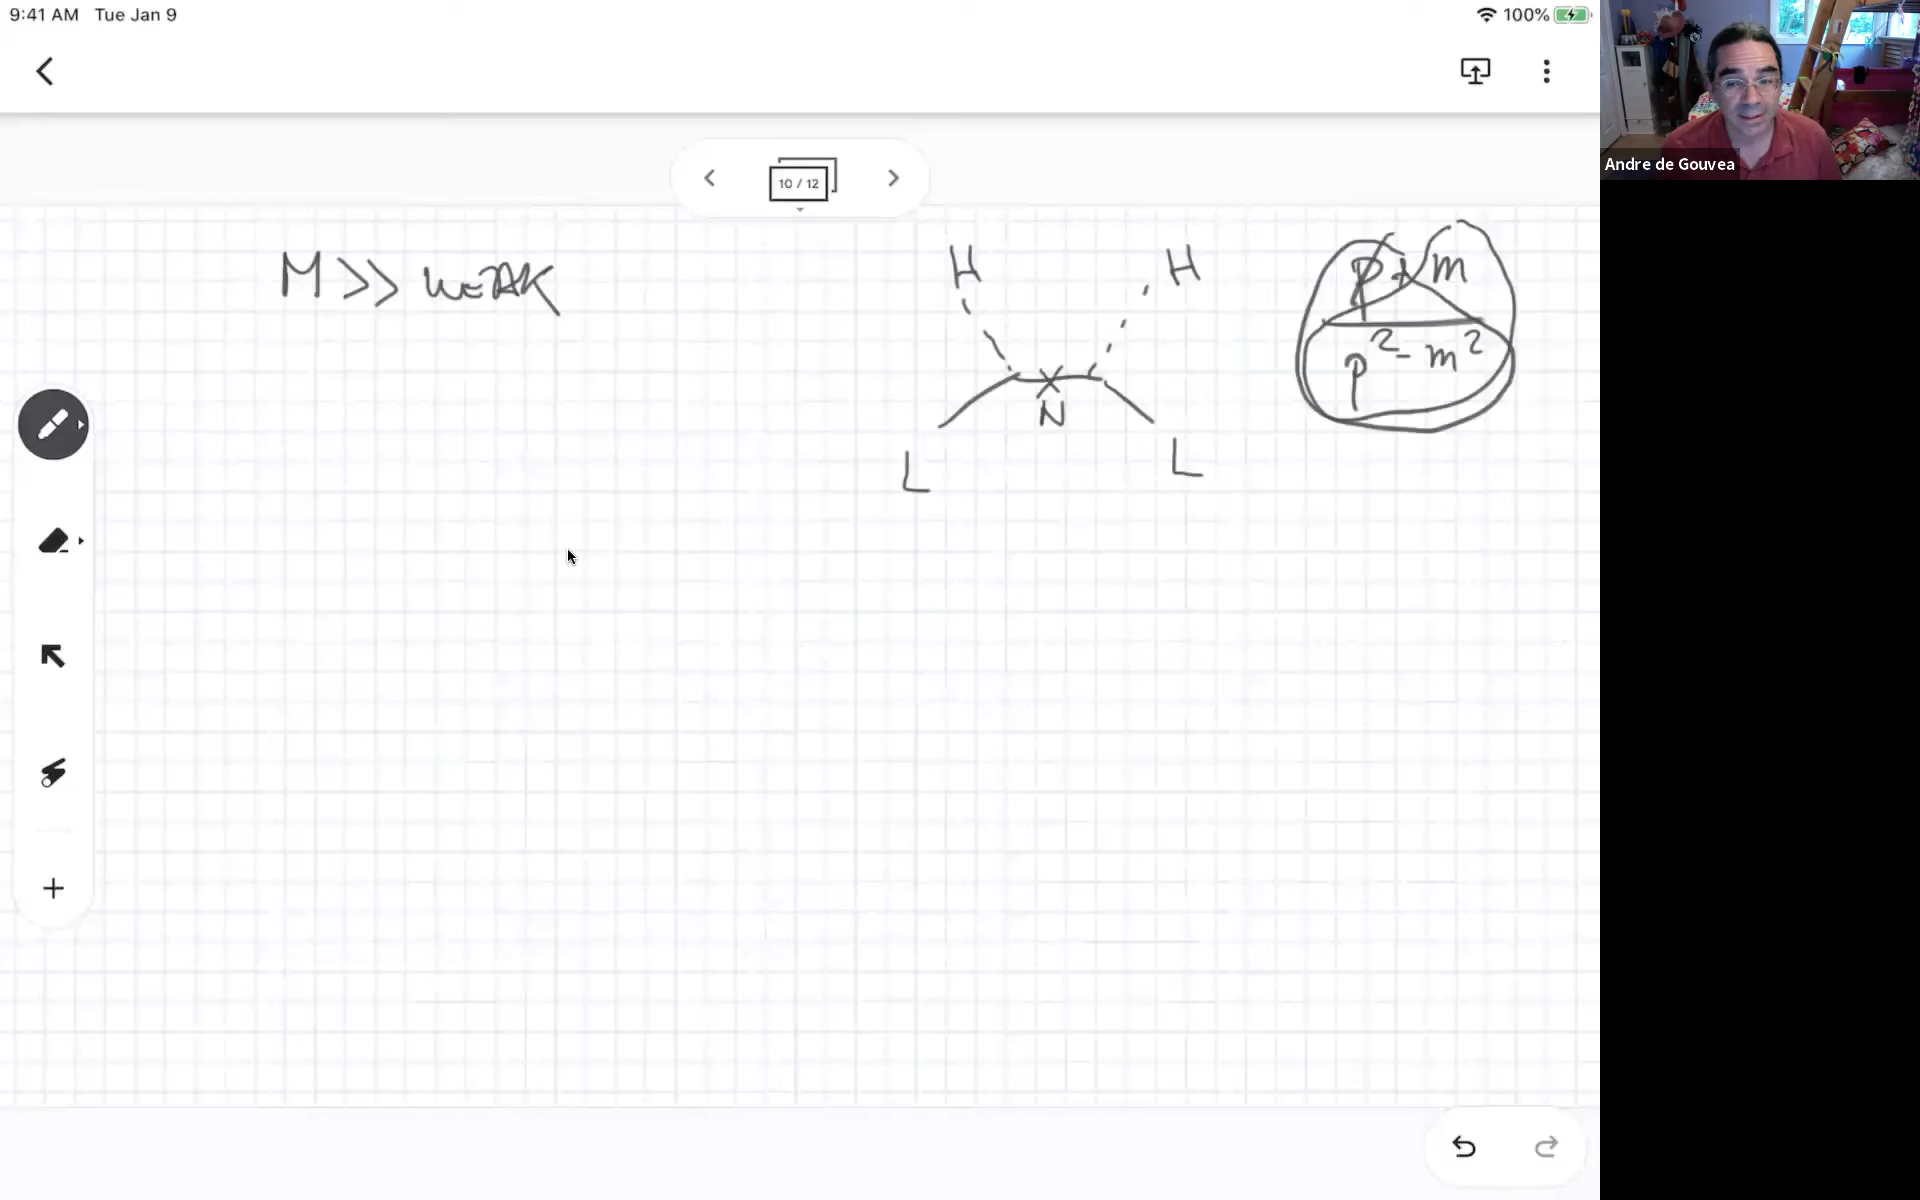 9:41 AM Tue Jan 9
100%
10 / 12
M >> WEAK
H H
N
L L
p̸ + m
p² - m²
Andre de Gouvea